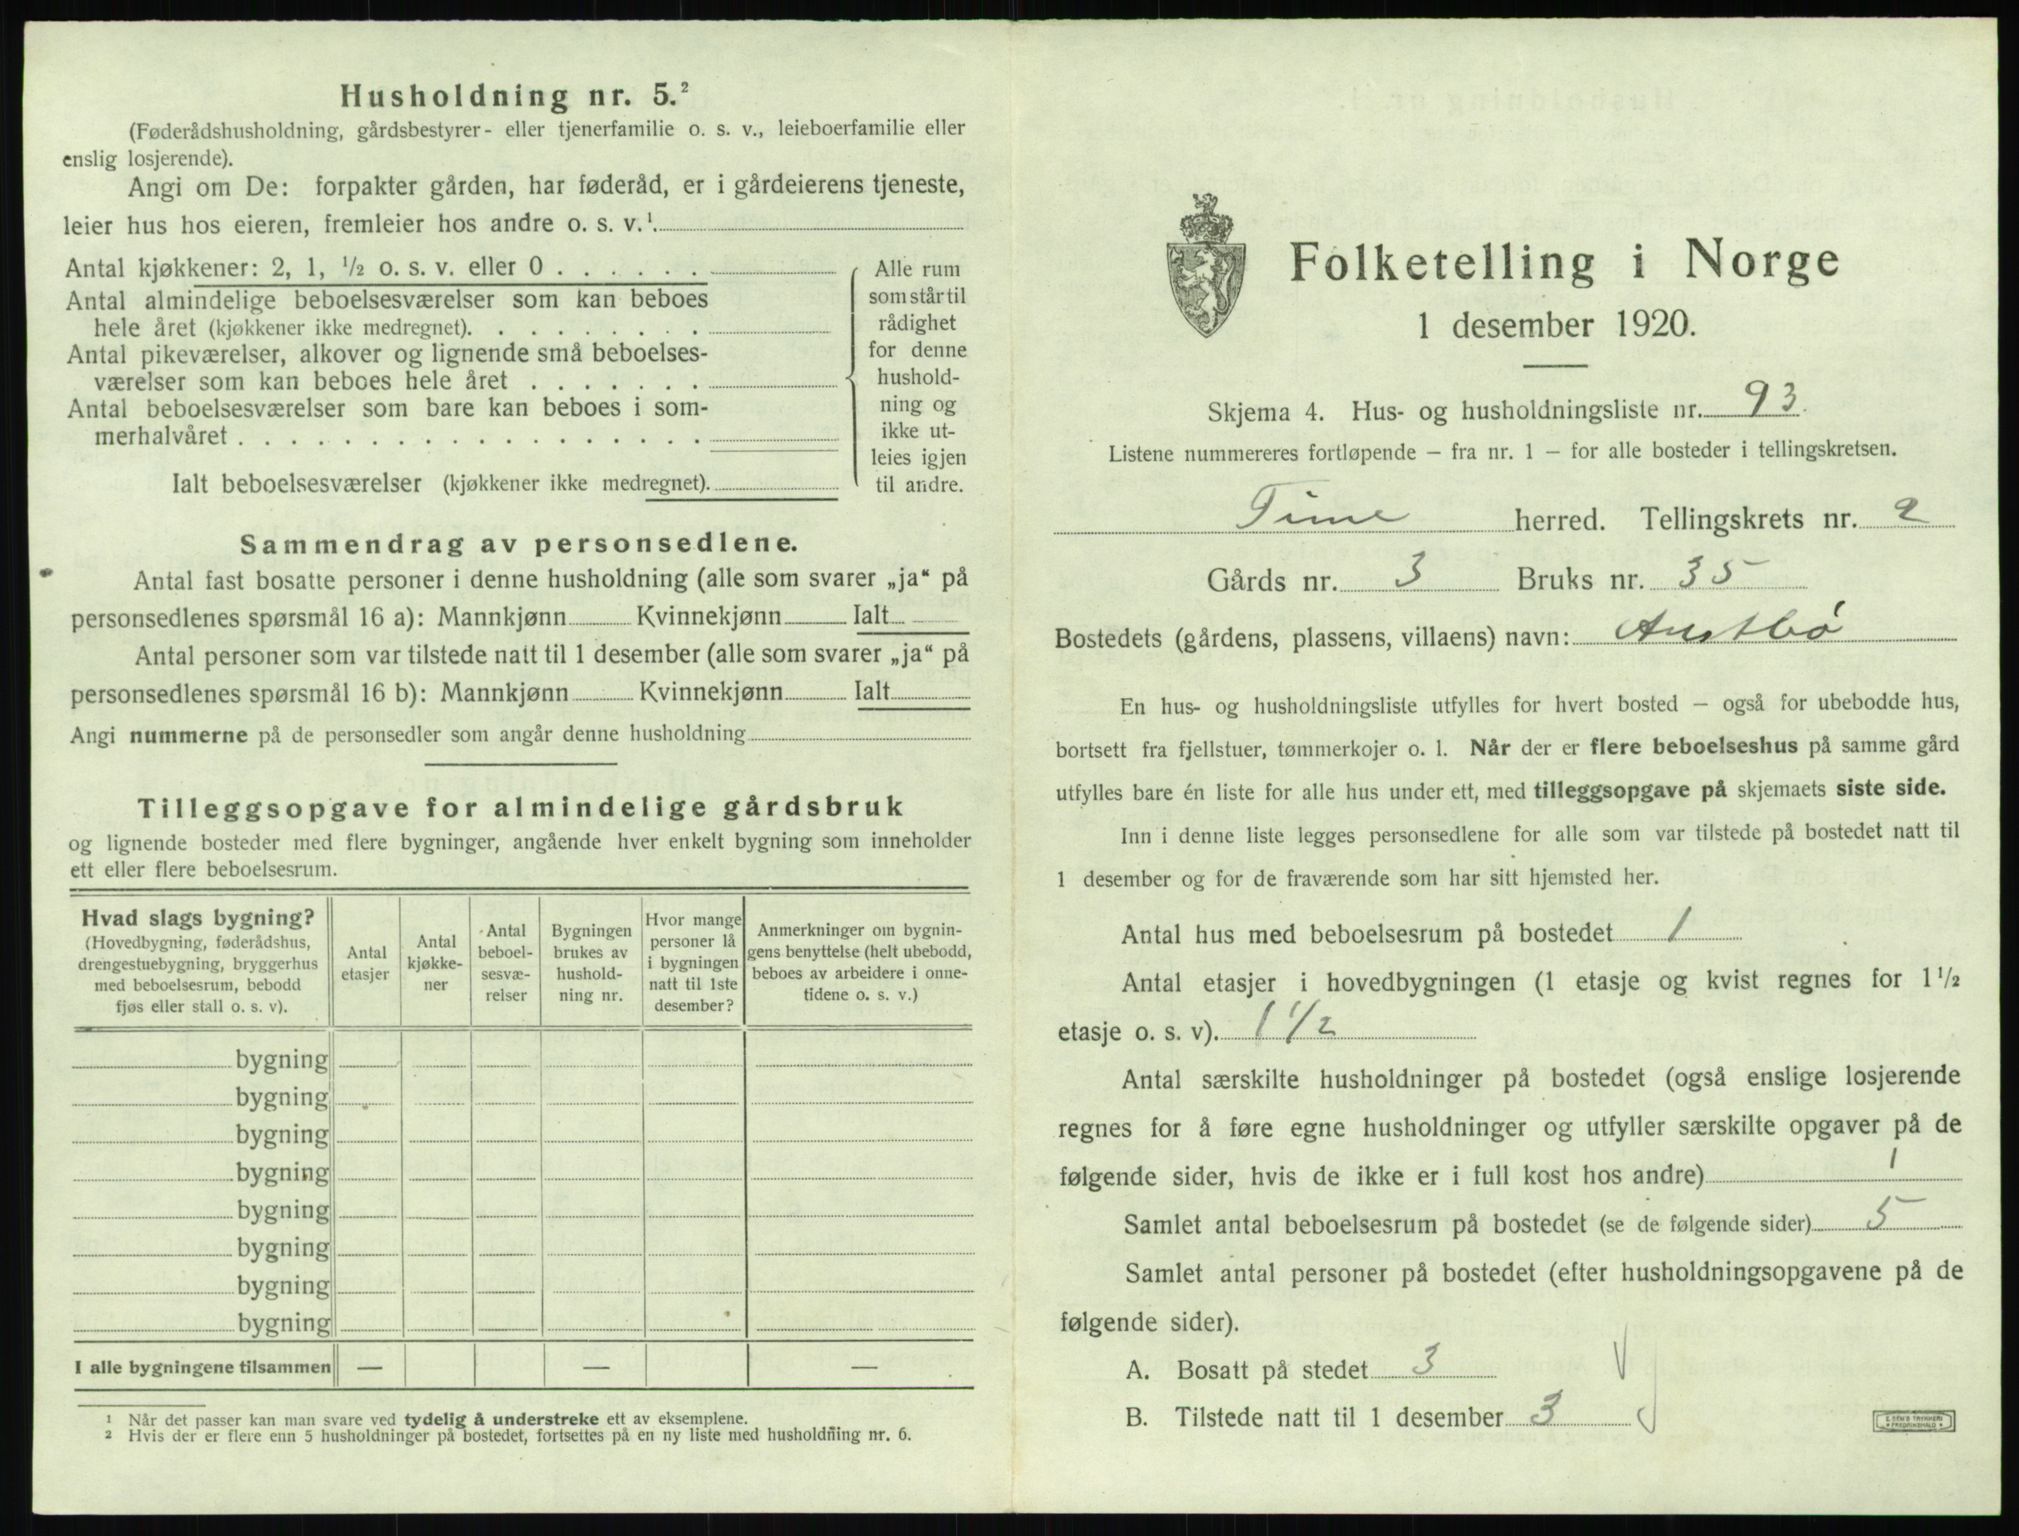 Husholdning nr. 5.²
(Føderådshusholdning, gårdsbestyrer- eller tjenerfamilie o. s. v., leieboerfamilie eller
enslig losjerende).
Angi om De: forpakter gården, har føderåd, er i gårdeierens tjeneste,
leier hus hos eieren, fremleier hos andre o. s. v.¹
Antal kjøkkener: 2, 1, ½ o. s. v. eller 0 . . . . . .
Antal almindelige beboelsesværelser som kan beboes
hele året (kjøkkener ikke medregnet). . . . . . . . .
Antal pikeværelser, alkover og lignende små beboelses-
værelser som kan beboes hele året . . . . . . .
Antal beboelsesværelser som bare kan beboes i som-
merhalvåret . . . . . . . . . . . . . . . . . .
Ialt beboelsesværelser (kjøkkener ikke medregnet).
Alle rum
som står til
rådighet
for denne
hushold-
ning og
ikke ut-
leies igjen
til andre.
Sammendrag av personsedlene.
Antal fast bosatte personer i denne husholdning (alle som svarer „ja“ på
personsedlenes spørsmål 16 a): Mannkjønn Kvinnekjønn Ialt
Antal personer som var tilstede natt til 1 desember (alle som svarer „ja“ på
personsedlenes spørsmål 16 b): Mannkjønn Kvinnekjønn Ialt
Angi nummerne på de personsedler som angår denne husholdning
Tilleggsopgave for almindelige gårdsbruk
og lignende bosteder med flere bygninger, angående hver enkelt bygning som inneholder
ett eller flere beboelsesrum.
Hvad slags bygning?
(Hovedbygning, føderådshus,
drengestuebygning, bryggerhus
med beboelsesrum, bebodd
fjøs eller stall o. s. v).
Antal
etasjer
Antal
kjøkke-
ner
Antal
beboel-
sesvæ-
relser
Bygningen
brukes av
hushold-
ning nr.
Hvor mange
personer lå
i bygningen
natt til 1ste
desember?
Anmerkninger om bygnin-
gens benyttelse (helt ubebodd,
beboes av arbeidere i onne-
tidene o. s. v.)
bygning
bygning
bygning
bygning
bygning
bygning
bygning
bygning
I alle bygningene tilsammen — — —
¹ Når det passer kan man svare ved tydelig å understreke ett av eksemplene.
² Hvis der er flere enn 5 husholdninger på bostedet, fortsettes på en ny liste med husholdning nr. 6.
Folketelling i Norge
1 desember 1920.
Skjema 4. Hus- og husholdningsliste nr. 93.
Listene nummereres fortløpende – fra nr. 1 – for alle bosteder i tellingskretsen.
Time herred. Tellingskrets nr. 2
Gårds nr. 3 Bruks nr. 35
Bostedets (gårdens, plassens, villaens) navn: Austbø
En hus- og husholdningsliste utfylles for hvert bosted – også for ubebodde hus,
bortsett fra fjellstuer, tømmerkojer o. l. Når der er flere beboelseshus på samme gård
utfylles bare én liste for alle hus under ett, med tilleggsopgave på skjemaets siste side.
Inn i denne liste legges personsedlene for alle som var tilstede på bostedet natt til
1 desember og for de fraværende som har sitt hjemsted her.
Antal hus med beboelsesrum på bostedet 1
Antal etasjer i hovedbygningen (1 etasje og kvist regnes for 1½
etasje o. s. v). 1 1/2
Antal særskilte husholdninger på bostedet (også enslige losjerende
regnes for å føre egne husholdninger og utfyller særskilte opgaver på de
følgende sider, hvis de ikke er i full kost hos andre) 1
Samlet antal beboelsesrum på bostedet (se de følgende sider) 5
Samlet antal personer på bostedet (efter husholdningsopgavene på de
følgende sider).
A. Bosatt på stedet 3
B. Tilstede natt til 1 desember 3